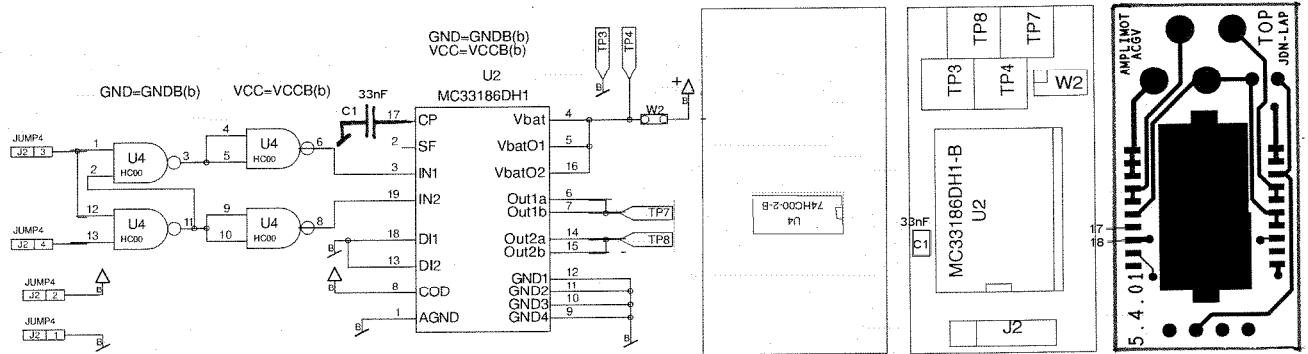 GND=GNDB(b)
VCC=VCCB(b)
U2
MC33186DH1
GND=GNDB(b) VCC=VCCB(b)
33nF
C1
17 CP
2 SF
3 IN1
19 IN2
18 DI1
13 DI2
8 COD
1 AGND
Vbat 4
VbatO1 5
VbatO2 16
Out1a 6
Out1b 7
Out2a 14
Out2b 15
GND1 12
GND2 11
GND3 10
GND4 9
TP3
TP4
B
W2
B
TP7
TP8
B
B
B
B
B
JUMP4
J2 3
1
2
U4
HC00
3
4
5
U4
HC00
6
JUMP4
J2 4
12
13
U4
HC00
11
9
10
U4
HC00
8
JUMP4
J2 2
B
JUMP4
J2 1
B
U4
74HC00-2-B
TP8
TP7
TP3
TP4
W2
MC33186DH1-B
U2
33nF
C1
J2
AMPLIMOT
ACGV
TOP
JDN-LAP
17
18
5.4.01